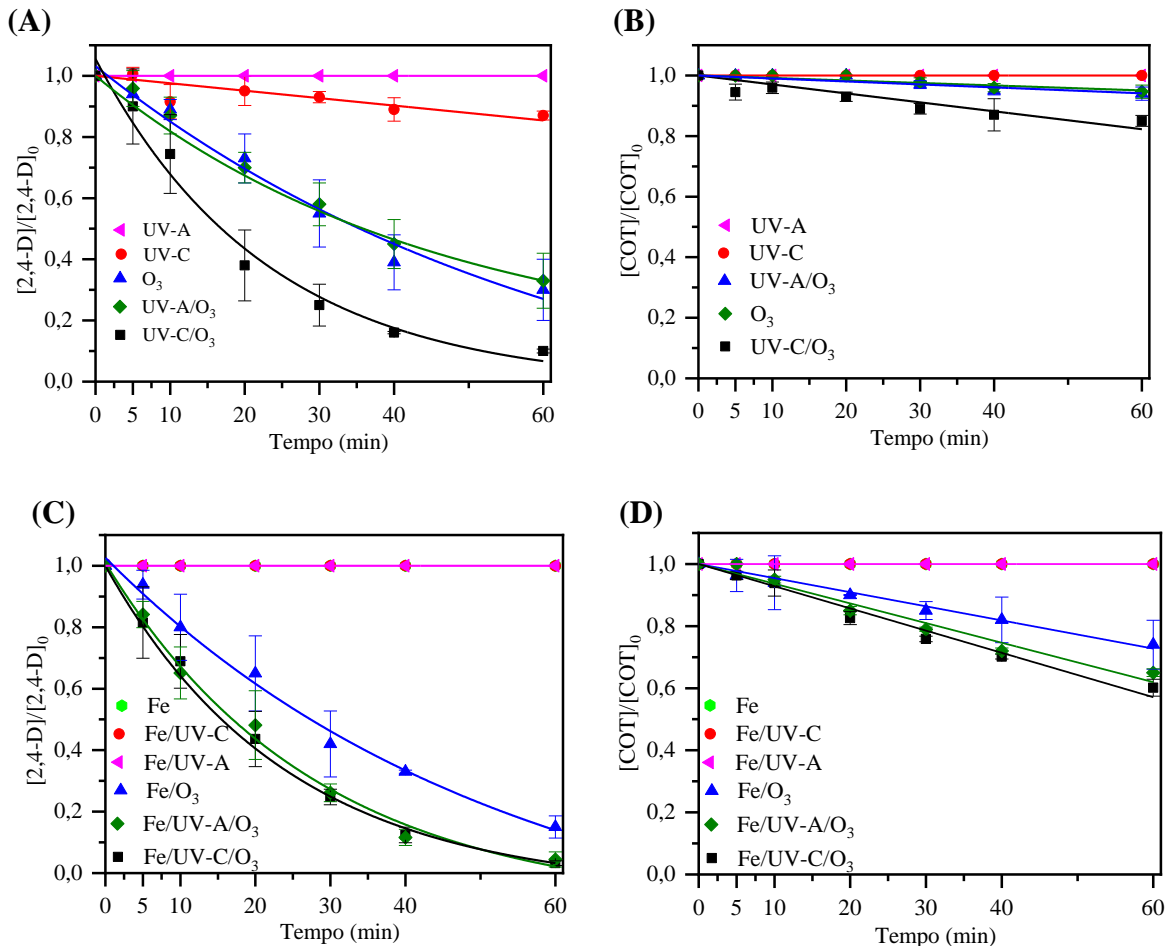 (A)
[2,4-D]/[2,4-D]₀
1,0
0,8
0,6
0,4
0,2
0,0
UV-A
UV-C
O₃
UV-A/O₃
UV-C/O₃
0 5 10 20 30 40 60
Tempo (min)
(B)
[COT]/[COT]₀
1,0
0,8
0,6
0,4
0,2
0,0
UV-A
UV-C
UV-A/O₃
O₃
UV-C/O₃
0 5 10 20 30 40 60
Tempo (min)
(C)
[2,4-D]/[2,4-D]₀
1,0
0,8
0,6
0,4
0,2
0,0
Fe
Fe/UV-C
Fe/UV-A
Fe/O₃
Fe/UV-A/O₃
Fe/UV-C/O₃
0 5 10 20 30 40 60
Tempo (min)
(D)
[COT]/[COT]₀
1,0
0,8
0,6
0,4
0,2
0,0
Fe
Fe/UV-C
Fe/UV-A
Fe/O₃
Fe/UV-A/O₃
Fe/UV-C/O₃
0 5 10 20 30 40 60
Tempo (min)